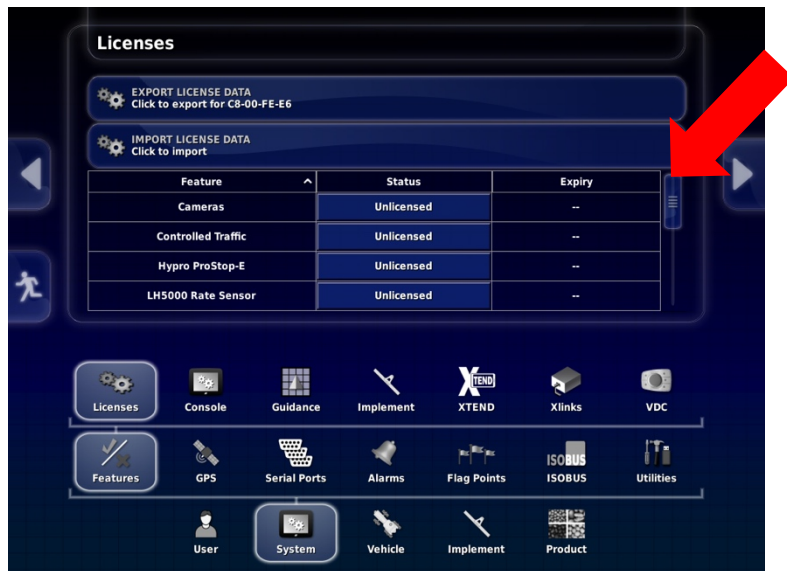 Licenses
EXPORT LICENSE DATA
Click to export for C8-00-FE-E6
IMPORT LICENSE DATA
Click to import
Feature ^ Status Expiry
Cameras Unlicensed --
Controlled Traffic Unlicensed --
Hypro ProStop-E Unlicensed --
LH5000 Rate Sensor Unlicensed --
XTEND
Licenses Console Guidance Implement XTEND Xlinks VDC
ISOBUS
Features GPS Serial Ports Alarms Flag Points ISOBUS Utilities
User System Vehicle Implement Product